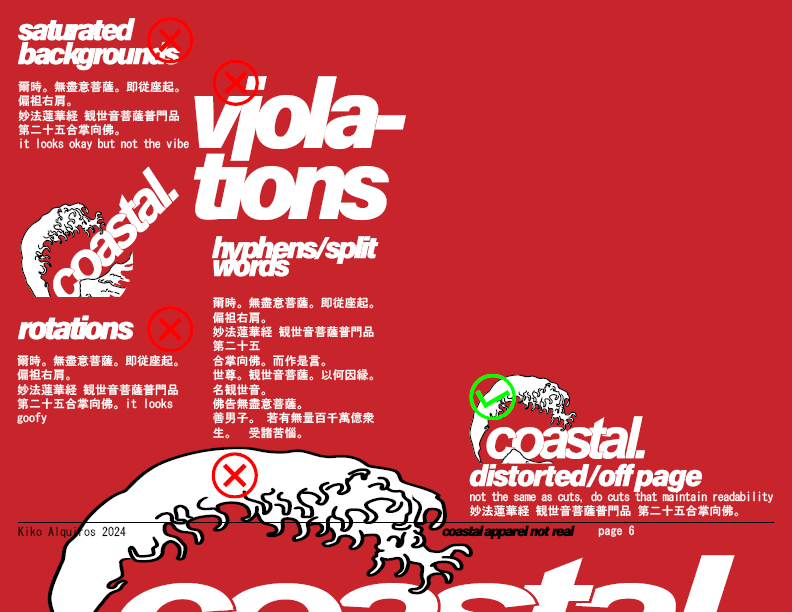 saturated
backgrounds
爾時。無盡意菩薩。即從座起。
偏袒右肩。
妙法蓮華経 観世音菩薩普門品
第二十五合掌向佛。
it looks okay but not the vibe
coastal.
rotations
爾時。無盡意菩薩。即從座起。
偏袒右肩。
妙法蓮華経 観世音菩薩普門品
第二十五合掌向佛。it looks
goofy
viola-
tions
hyphens/split
words
爾時。無盡意菩薩。即從座起。
偏袒右肩。
妙法蓮華経 観世音菩薩普門品
第二十五
合掌向佛。而作是言。
世尊。観世音菩薩。以何因縁。
名観世音。
佛告無盡意菩薩。
善男子。 若有無量百千萬億衆
生。 受諸苦惱。
coastal.
distorted/off page
not the same as cuts, do cuts that maintain readability
妙法蓮華経 観世音菩薩普門品 第二十五合掌向佛。
Kiko Alquiros 2024
coastal apparel not real
page 6
coastal